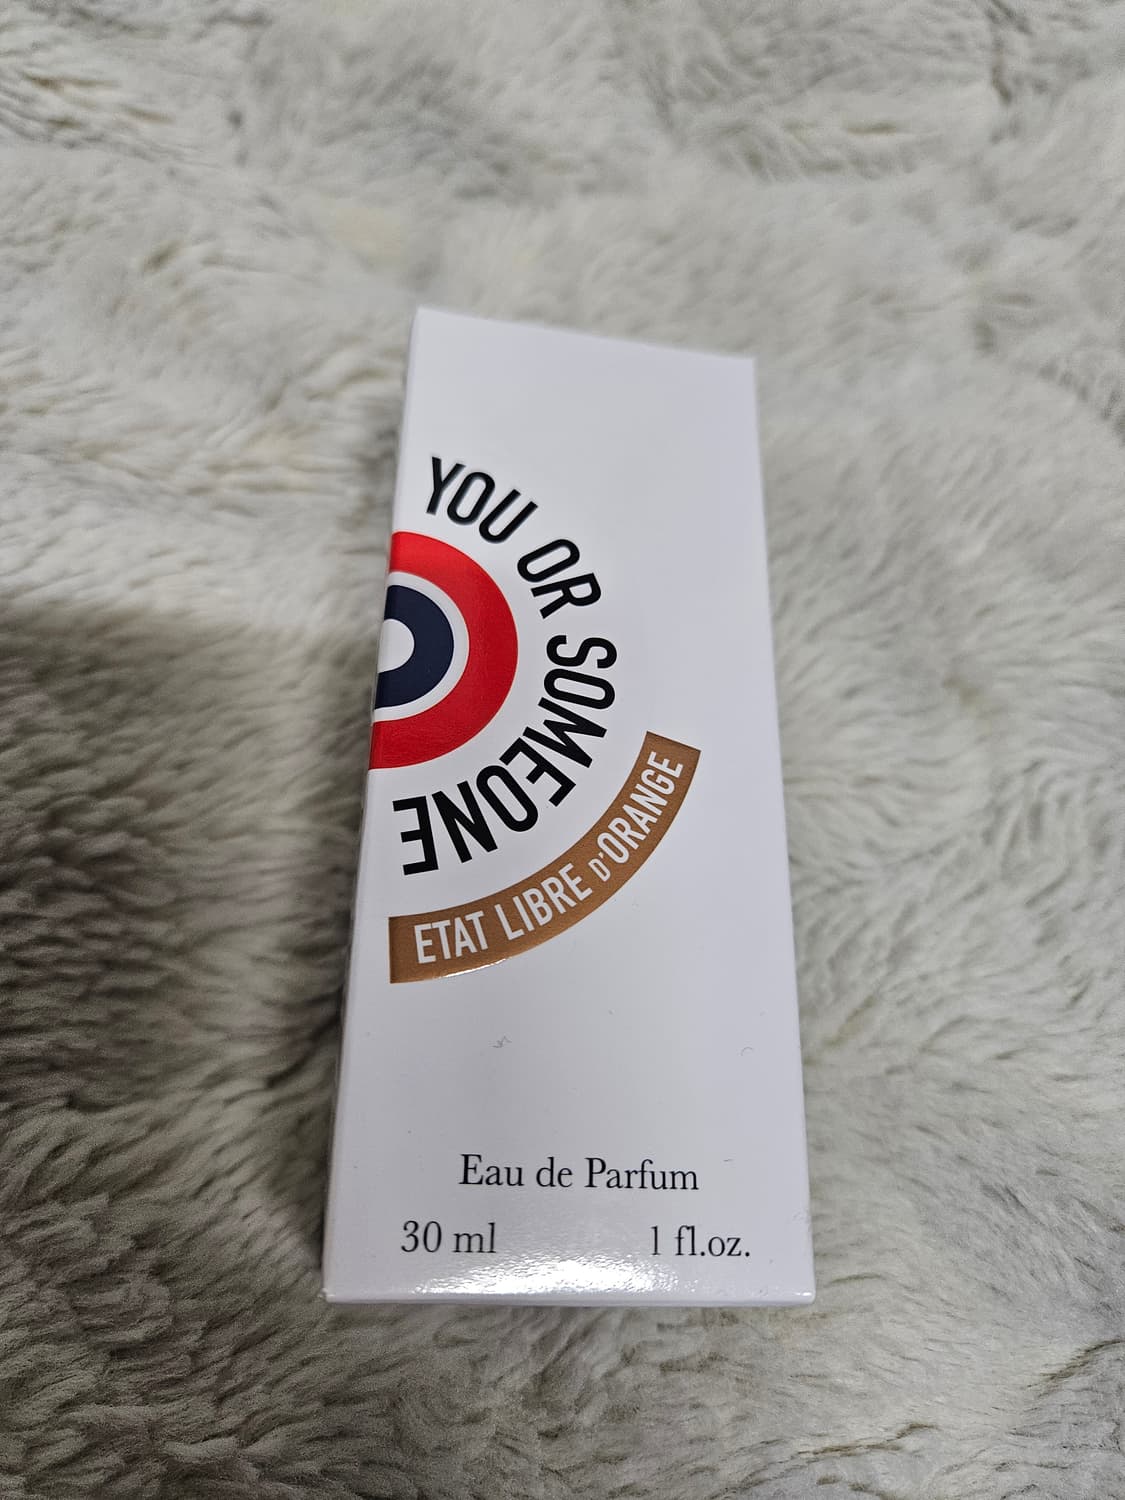 YOU OR SOMEONE
ETAT LIBRE D'ORANGE
Eau de Parfum
30 ml 1 fl.oz.